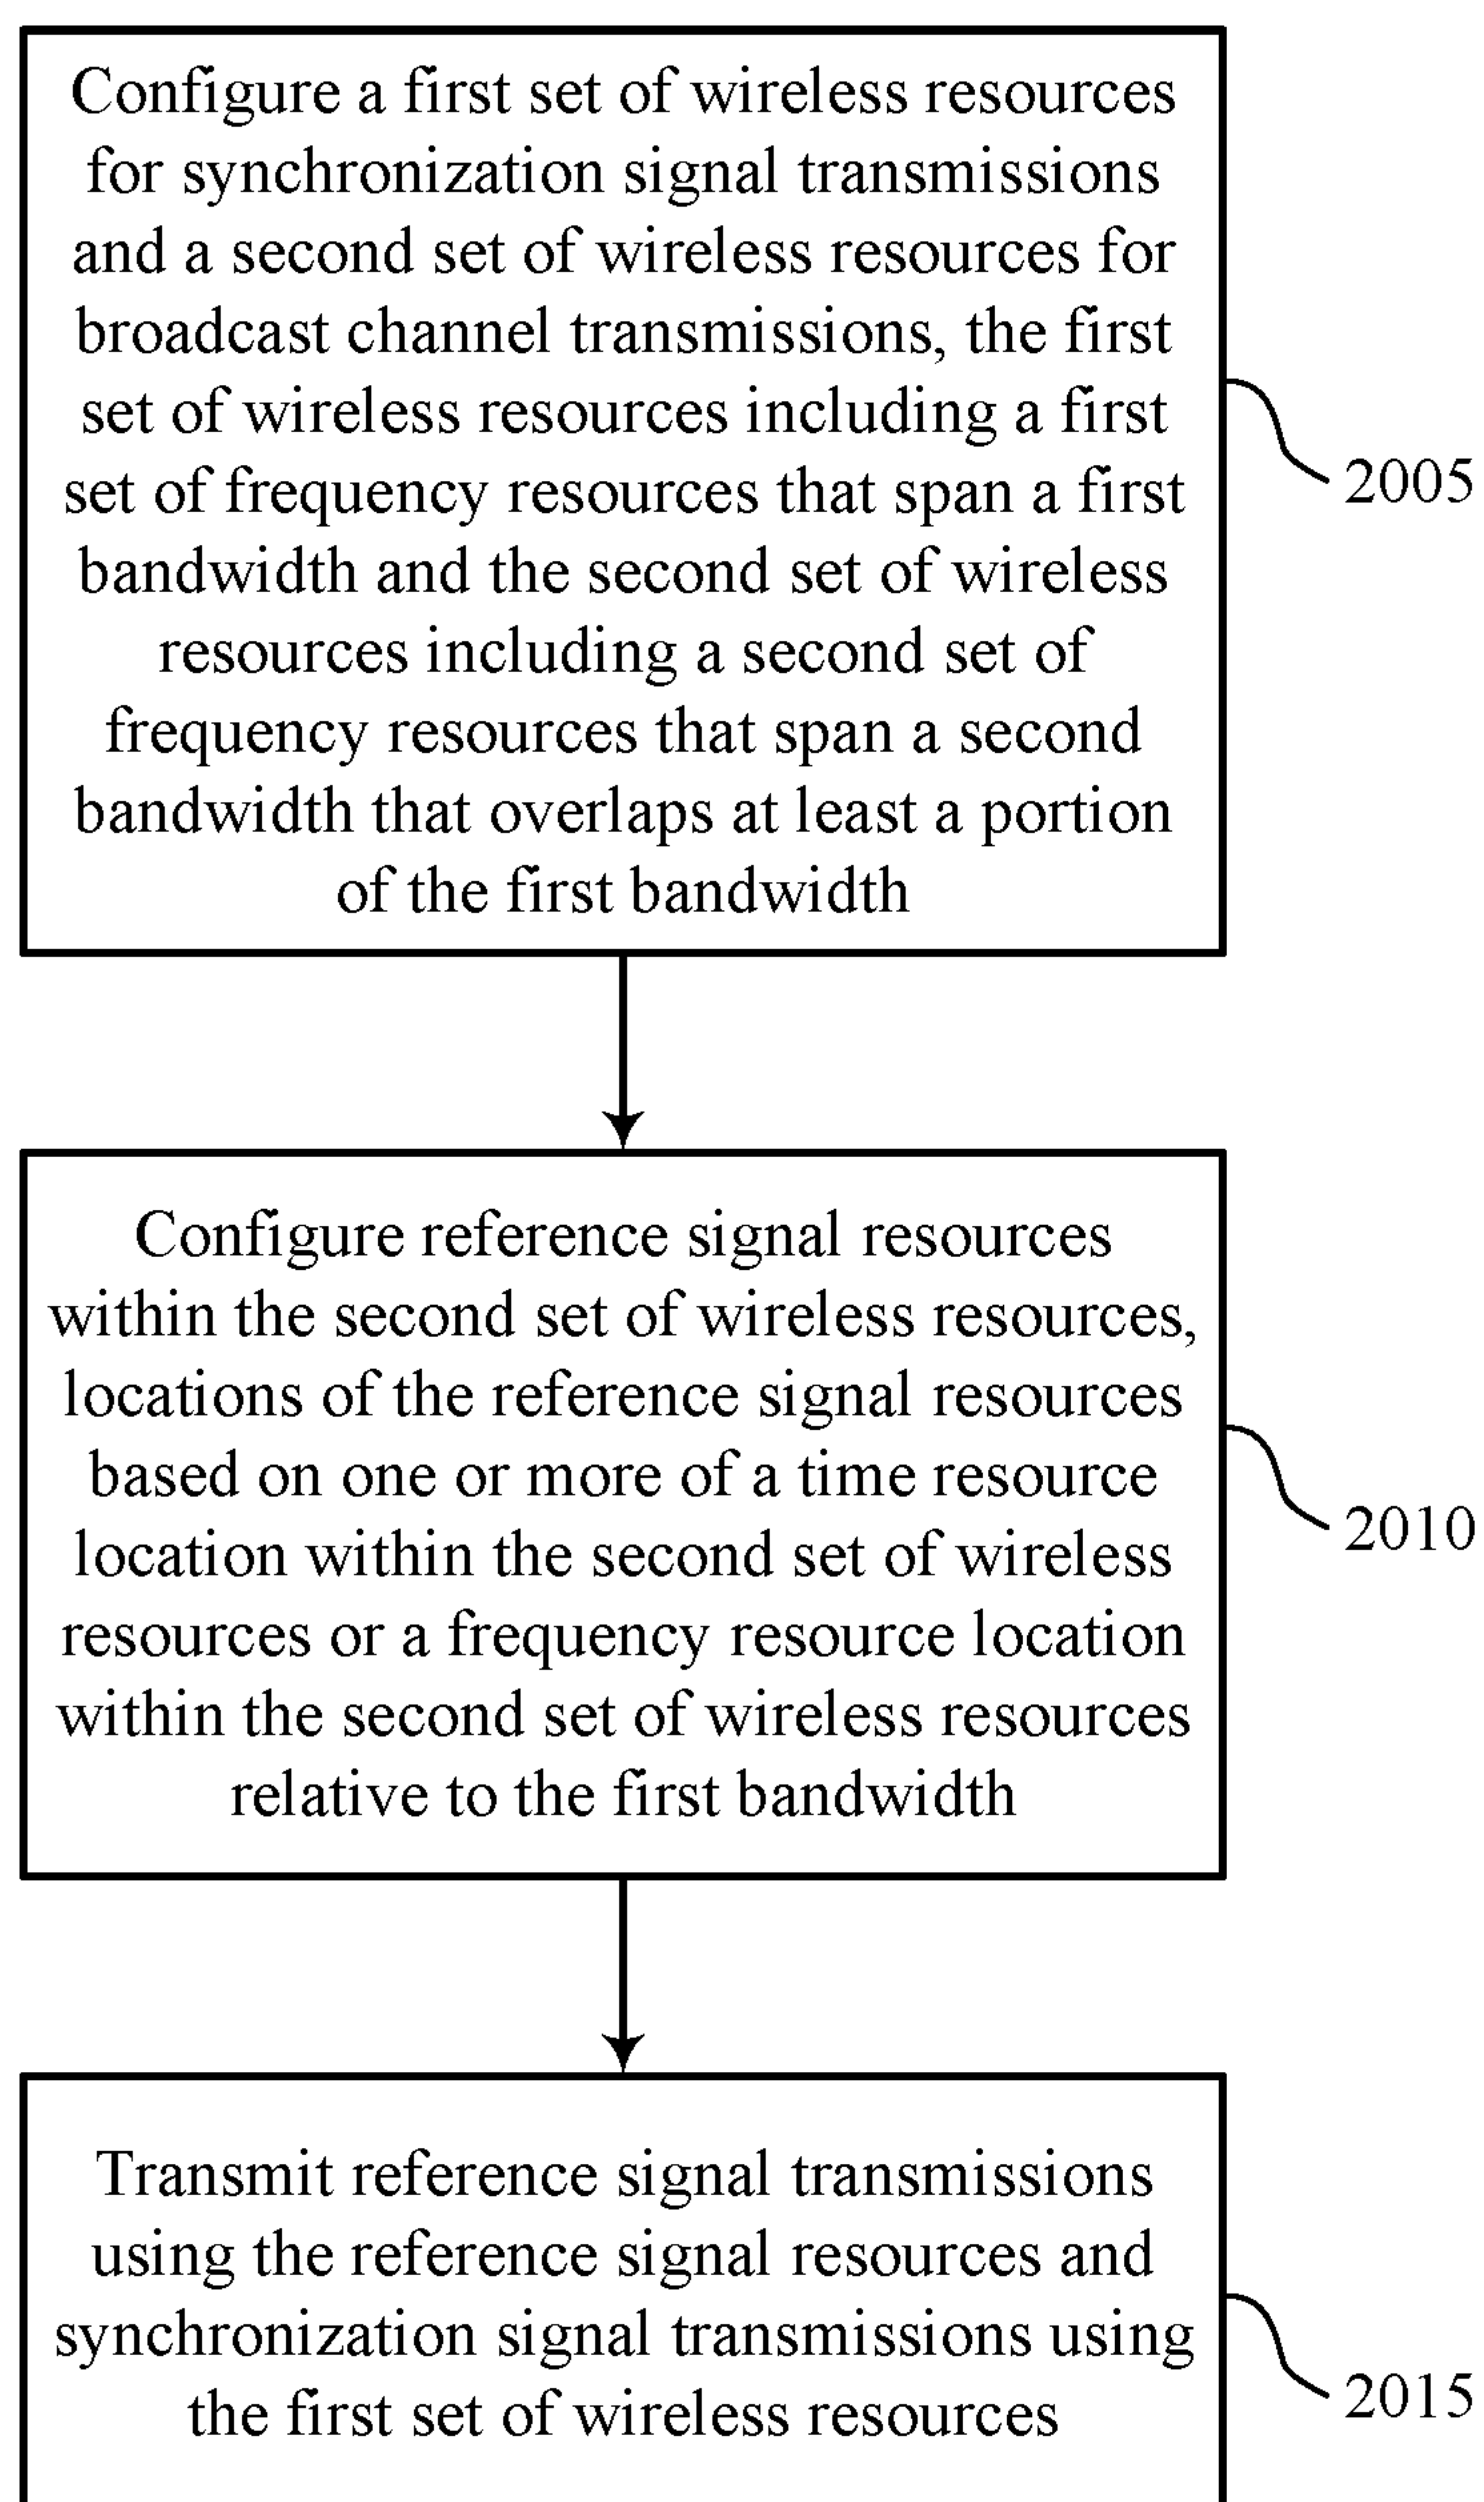 Configure a first set of wireless resources
for synchronization signal transmissions
and a second set of wireless resources for
broadcast channel transmissions, the first
set of wireless resources including a first
set of frequency resources that span a first
bandwidth and the second set of wireless
resources including a second set of
frequency resources that span a second
bandwidth that overlaps at least a portion
of the first bandwidth
2005
Configure reference signal resources
within the second set of wireless resources,
locations of the reference signal resources
based on one or more of a time resource
location within the second set of wireless
resources or a frequency resource location
within the second set of wireless resources
relative to the first bandwidth
2010
Transmit reference signal transmissions
using the reference signal resources and
synchronization signal transmissions using
the first set of wireless resources
2015